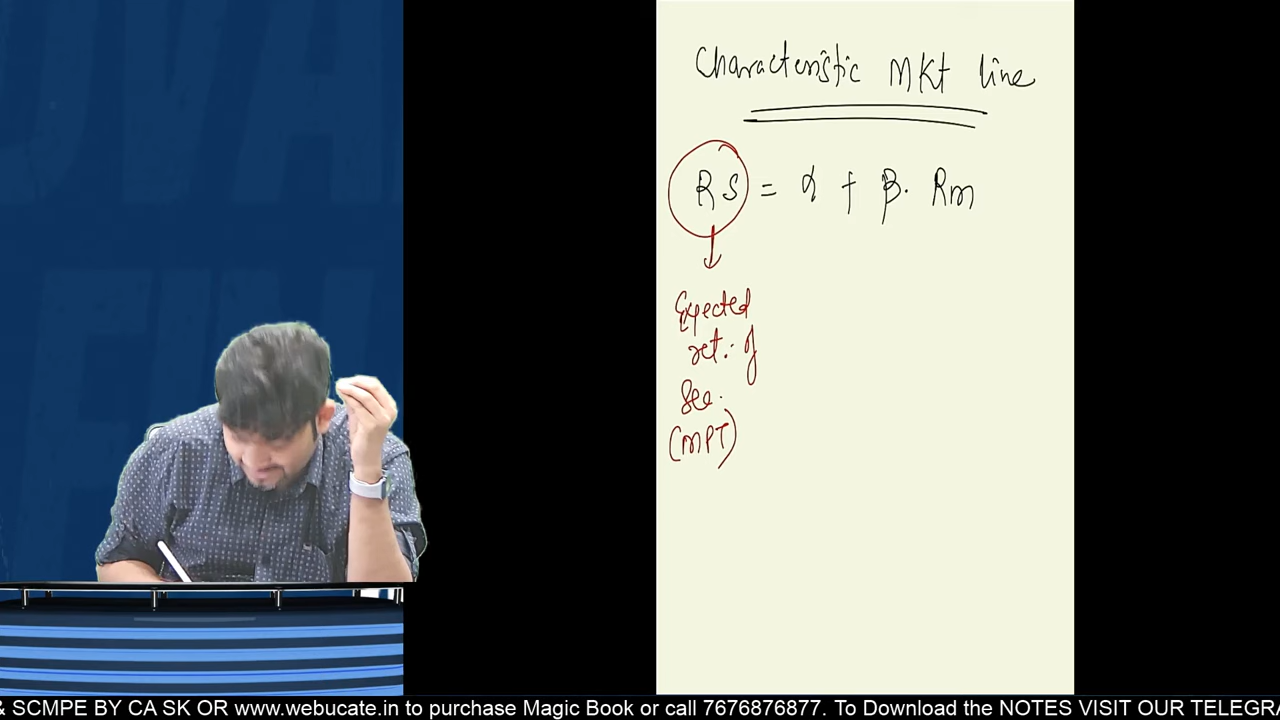 Characteristic MKt line
RS = α + β. Rm
Expected
ret. of
Sec.
(MPT)
& SCMPE BY CA SK OR www.webucate.in to purchase Magic Book or call 7676876877. To Download the NOTES VISIT OUR TELEGRA